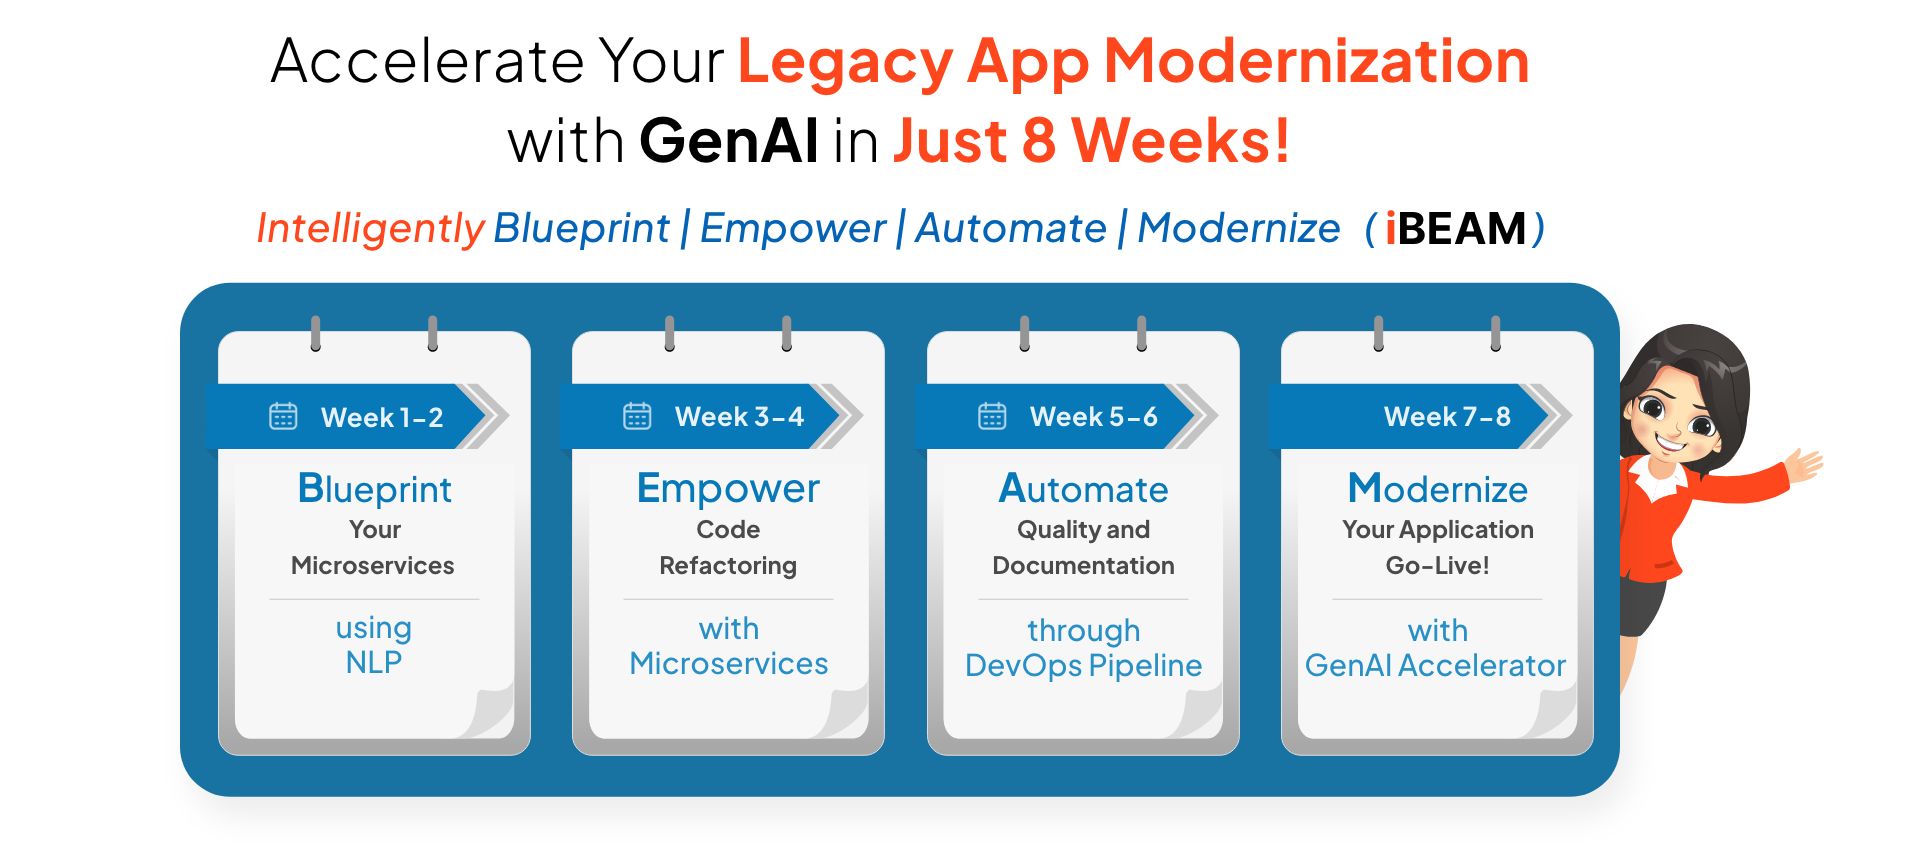 Accelerate Your Legacy App Modernization
with GenAI in Just 8 Weeks!
Intelligently Blueprint | Empower | Automate | Modernize ( iBEAM )
Week 1-2
Blueprint
Your
Microservices
using
NLP
Week 3-4
Empower
Code
Refactoring
with
Microservices
Week 5-6
Automate
Quality and
Documentation
through
DevOps Pipeline
Week 7-8
Modernize
Your Application
Go-Live!
with
GenAI Accelerator